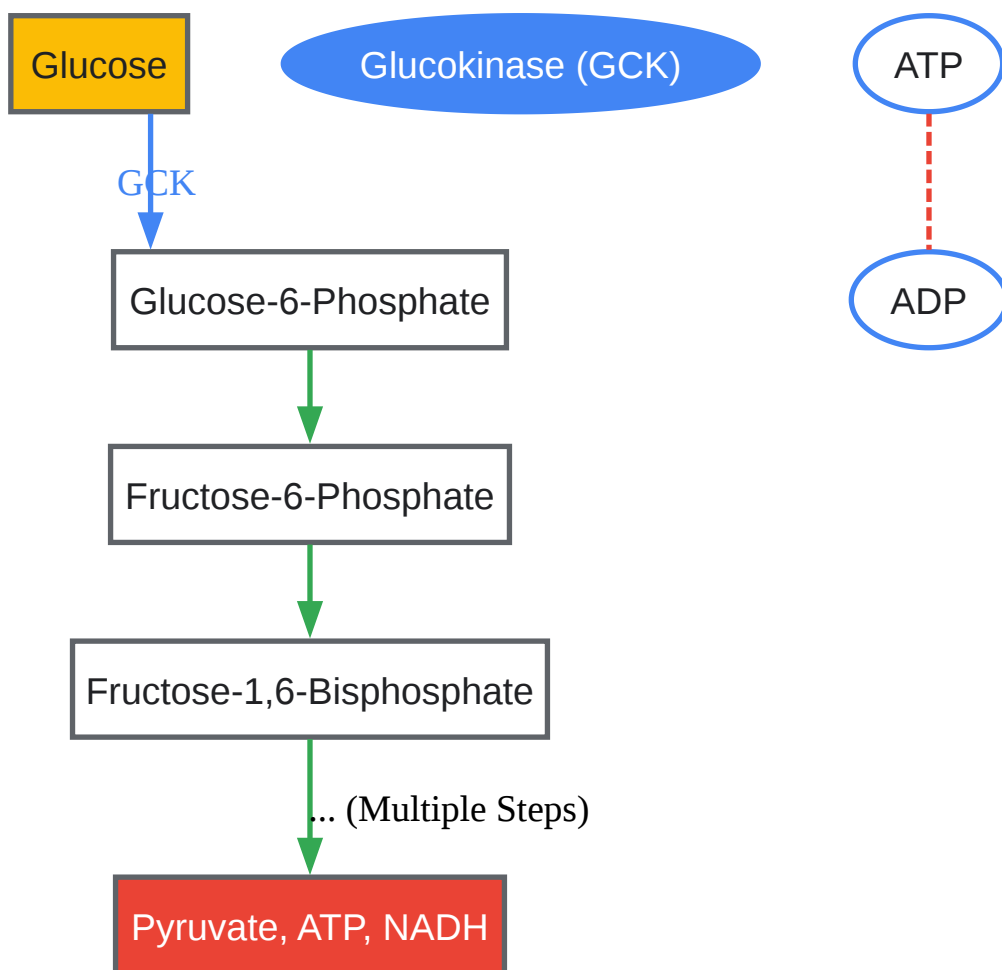 Glucose
Glucokinase (GCK)
ATP
GCK
Glucose-6-Phosphate
ADP
Fructose-6-Phosphate
Fructose-1,6-Bisphosphate
... (Multiple Steps)
Pyruvate, ATP, NADH